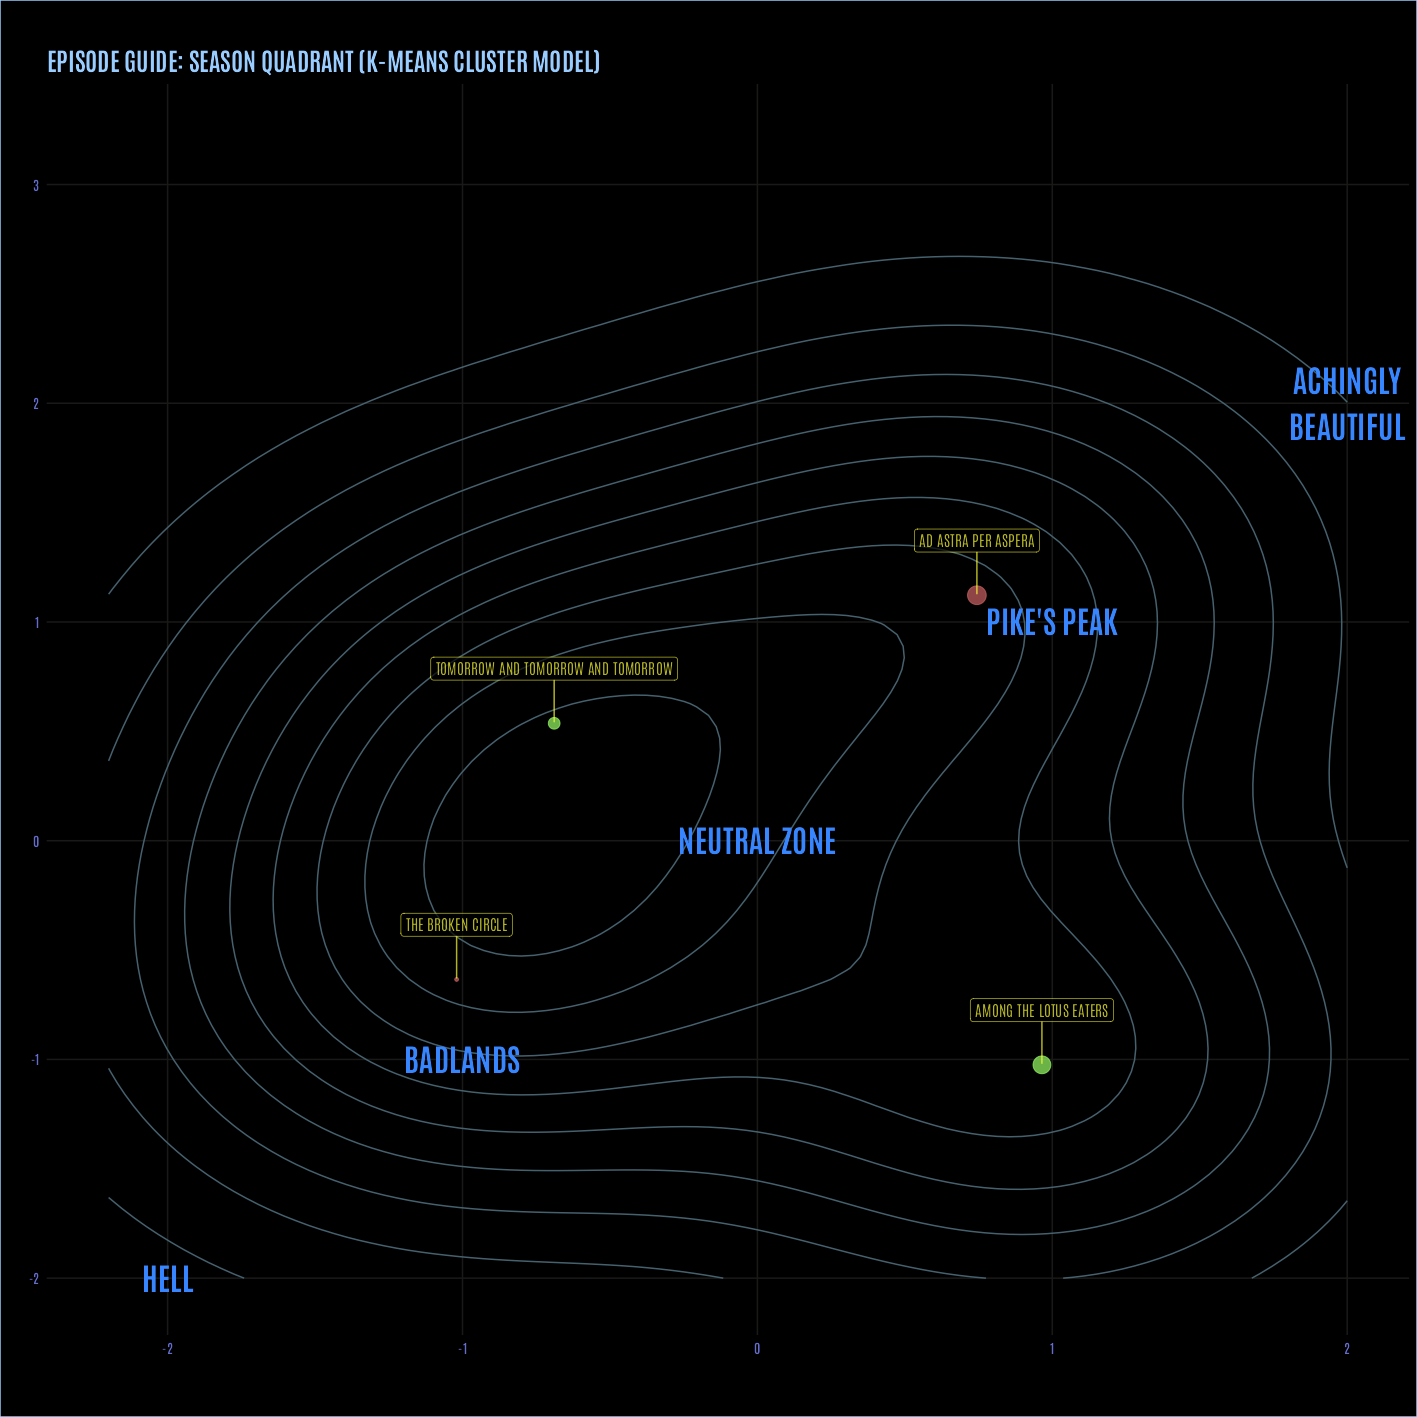 EPISODE GUIDE: SEASON QUADRANT (K-MEANS CLUSTER MODEL)
3
2
1
0
-1
-2
ACHINGLY
BEAUTIFUL
AD ASTRA PER ASPERA
PIKE'S PEAK
TOMORROW AND TOMORROW AND TOMORROW
NEUTRAL ZONE
THE BROKEN CIRCLE
AMONG THE LOTUS EATERS
BADLANDS
HELL
-2
-1
0
1
2